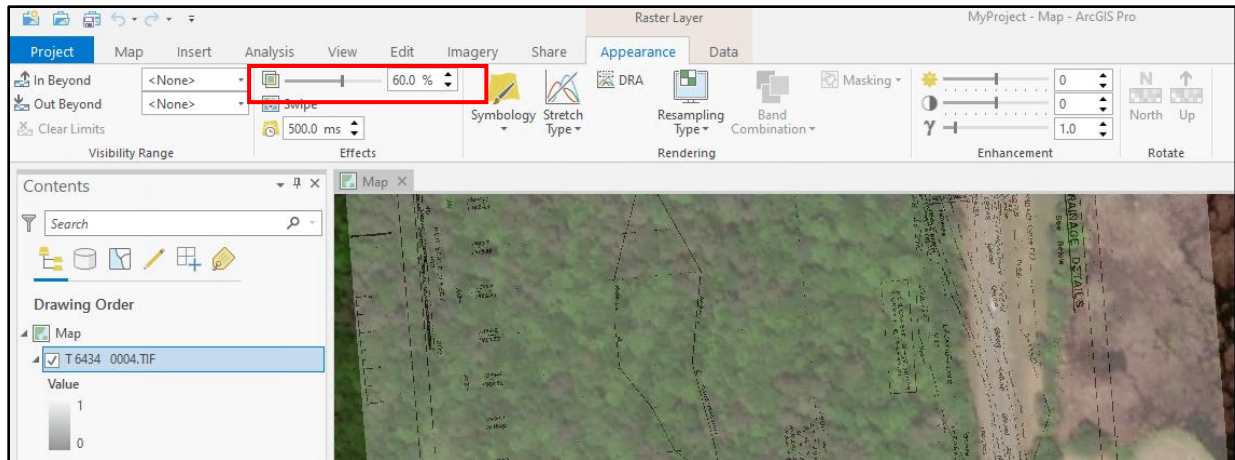 Raster Layer
MyProject - Map - ArcGIS Pro
Project Map Insert Analysis View Edit Imagery Share Appearance Data
In Beyond <None>
Out Beyond <None>
Clear Limits
Visibility Range
60.0 %
Swipe
500.0 ms
Effects
Symbology
Stretch
Type
DRA
Resampling
Type
Band
Combination
Masking
Rendering
0
0
γ 1.0
Enhancement
North Up
Rotate
Contents
Search
Drawing Order
Map
T 6434 0004.TIF
Value
1
0
Map
RAINAGE DETAILS
See Below